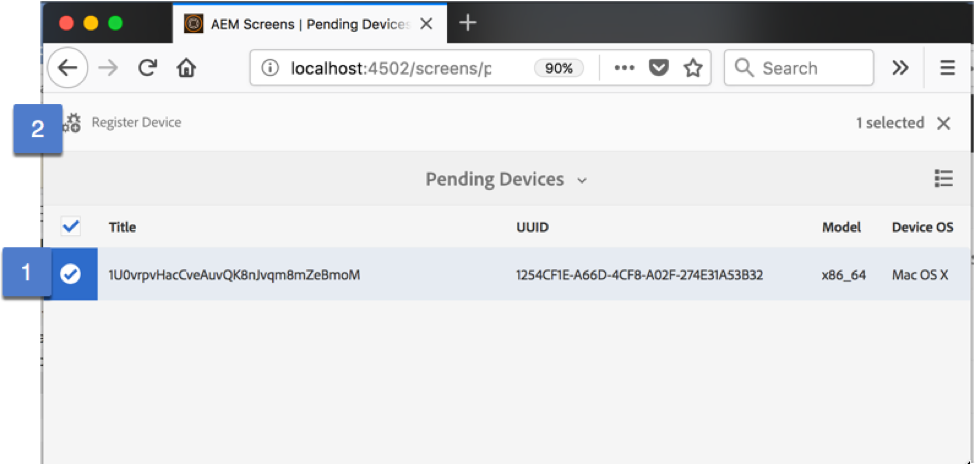 AEM Screens | Pending Devices
localhost:4502/screens/p 90% Search
2 Register Device 1 selected
Pending Devices
Title UUID Model Device OS
1 1U0vrpvHacCveAuvQK8nJvqm8mZeBmoM 1254CF1E-A66D-4CF8-A02F-274E31A53B32 x86_64 Mac OS X